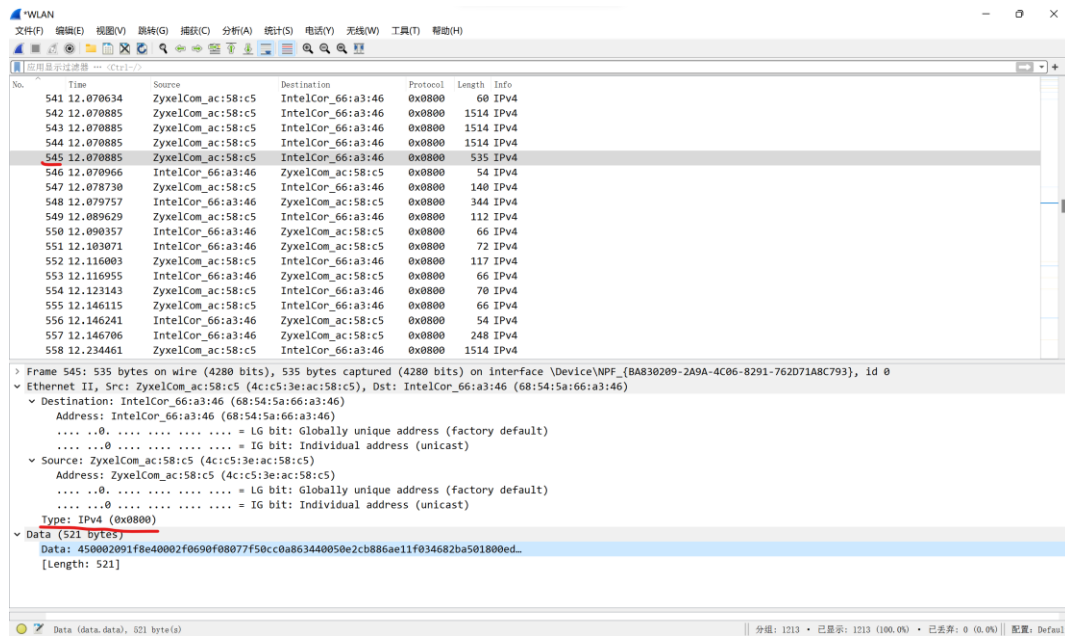 *WLAN
文件(F) 编辑(E) 视图(V) 跳转(G) 捕获(C) 分析(A) 统计(S) 电话(Y) 无线(W) 工具(T) 帮助(H)
应用显示过滤器 … <Ctrl-/>
No. Time Source Destination Protocol Length Info
541 12.070634 ZyxelCom_ac:58:c5 IntelCor_66:a3:46 0x0800 60 IPv4
542 12.070885 ZyxelCom_ac:58:c5 IntelCor_66:a3:46 0x0800 1514 IPv4
543 12.070885 ZyxelCom_ac:58:c5 IntelCor_66:a3:46 0x0800 1514 IPv4
544 12.070885 ZyxelCom_ac:58:c5 IntelCor_66:a3:46 0x0800 1514 IPv4
545 12.070885 ZyxelCom_ac:58:c5 IntelCor_66:a3:46 0x0800 535 IPv4
546 12.070966 IntelCor_66:a3:46 ZyxelCom_ac:58:c5 0x0800 54 IPv4
547 12.078730 ZyxelCom_ac:58:c5 IntelCor_66:a3:46 0x0800 140 IPv4
548 12.079757 IntelCor_66:a3:46 ZyxelCom_ac:58:c5 0x0800 344 IPv4
549 12.089629 ZyxelCom_ac:58:c5 IntelCor_66:a3:46 0x0800 112 IPv4
550 12.090357 IntelCor_66:a3:46 ZyxelCom_ac:58:c5 0x0800 66 IPv4
551 12.103071 IntelCor_66:a3:46 ZyxelCom_ac:58:c5 0x0800 72 IPv4
552 12.116003 ZyxelCom_ac:58:c5 IntelCor_66:a3:46 0x0800 117 IPv4
553 12.116955 IntelCor_66:a3:46 ZyxelCom_ac:58:c5 0x0800 66 IPv4
554 12.123143 ZyxelCom_ac:58:c5 IntelCor_66:a3:46 0x0800 70 IPv4
555 12.146115 IntelCor_66:a3:46 ZyxelCom_ac:58:c5 0x0800 66 IPv4
556 12.146241 IntelCor_66:a3:46 ZyxelCom_ac:58:c5 0x0800 54 IPv4
557 12.146706 IntelCor_66:a3:46 ZyxelCom_ac:58:c5 0x0800 248 IPv4
558 12.234461 ZyxelCom_ac:58:c5 IntelCor_66:a3:46 0x0800 1514 IPv4
Frame 545: 535 bytes on wire (4280 bits), 535 bytes captured (4280 bits) on interface \Device\NPF_{BA830209-2A9A-4C06-8291-762D71A8C793}, id 0
Ethernet II, Src: ZyxelCom_ac:58:c5 (4c:c5:3e:ac:58:c5), Dst: IntelCor_66:a3:46 (68:54:5a:66:a3:46)
Destination: IntelCor_66:a3:46 (68:54:5a:66:a3:46)
Address: IntelCor_66:a3:46 (68:54:5a:66:a3:46)
.... ..0. .... .... .... .... = LG bit: Globally unique address (factory default)
.... ...0 .... .... .... .... = IG bit: Individual address (unicast)
Source: ZyxelCom_ac:58:c5 (4c:c5:3e:ac:58:c5)
Address: ZyxelCom_ac:58:c5 (4c:c5:3e:ac:58:c5)
.... ..0. .... .... .... .... = LG bit: Globally unique address (factory default)
.... ...0 .... .... .... .... = IG bit: Individual address (unicast)
Type: IPv4 (0x0800)
Data (521 bytes)
Data: 450002091f8e40002f0690f08077f50cc0a863440050e2cb886ae11f034682ba501800ed…
[Length: 521]
Data (data.data), 521 byte(s) 分组: 1213 · 已显示: 1213 (100.0%) · 已丢弃: 0 (0.0%) 配置: Defaul